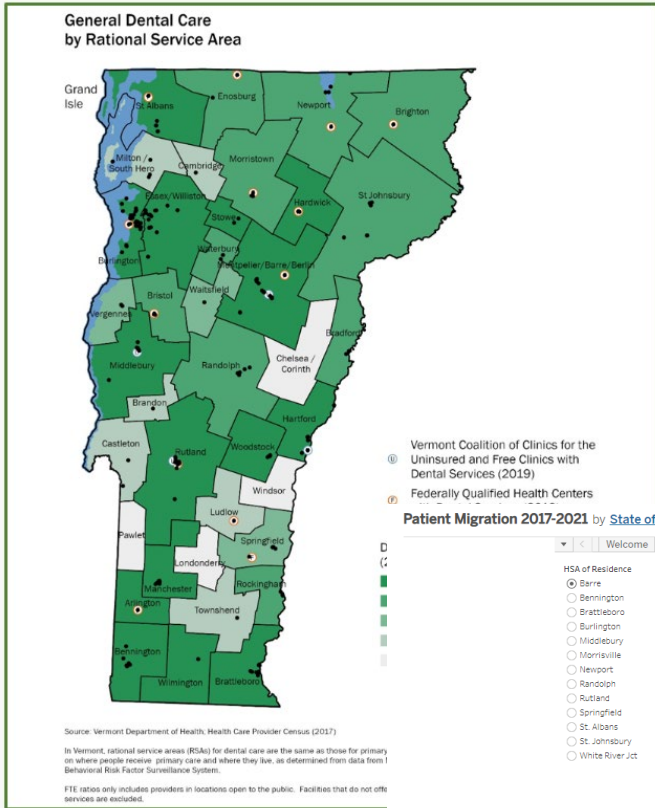 General Dental Care
by Rational Service Area
Grand
Isle
St Albans
Enosburg
Newport
Brighton
Milton /
South Hero
Cambridge
Morristown
Essex/Williston
Stowe
Hardwick
St Johnsbury
Burlington
Waterbury
Montpelier/Barre/Berlin
Vergennes
Bristol
Waitsfield
Middlebury
Randolph
Chelsea /
Corinth
Bradford
Brandon
Castleton
Rutland
Woodstock
Hartford
Windsor
Pawlet
Ludlow
Londonderry
Springfield
Manchester
Rockingham
Arlington
Townshend
Bennington
Wilmington
Brattleboro
Vermont Coalition of Clinics for the
Uninsured and Free Clinics with
Dental Services (2019)
Federally Qualified Health Centers
Patient Migration 2017-2021 by State of
Welcome
HSA of Residence
Barre
Bennington
Brattleboro
Burlington
Middlebury
Morrisville
Newport
Randolph
Rutland
Springfield
St. Albans
St. Johnsbury
White River Jct
Source: Vermont Department of Health, Health Care Provider Census (2017)
In Vermont, rational service areas (RSAs) for dental care are the same as those for primary
on where people receive primary care and where they live, as determined from data from
Behavioral Risk Factor Surveillance System.
FTE ratios only includes providers in locations open to the public. Facilities that do not
services are excluded.